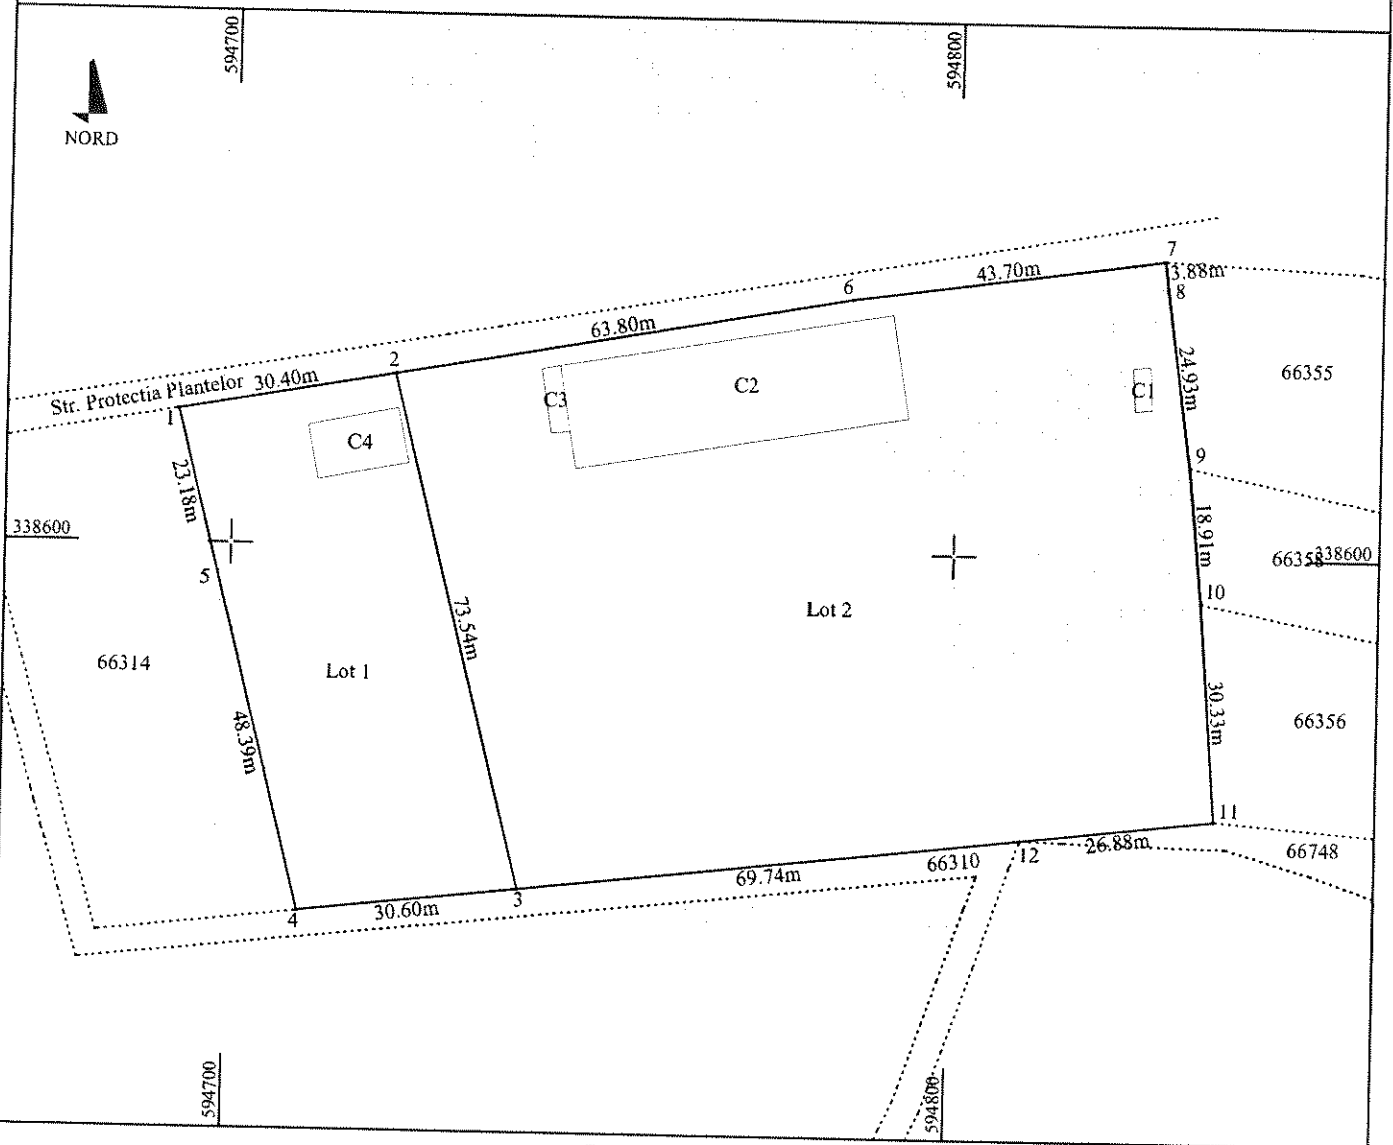 594700
594800
NORD
7
3.88m
8
43.70m
6
63.80m
2
30.40m
Str. Protectia Plantelor
1
C4
C3
C2
C1
24.93m
66355
23.18m
9
338600
18.91m
66358
338600
5
10
Lot 2
73.54m
66314
Lot 1
30.33m
66356
48.39m
11
66310
12
26.88m
66748
69.74m
30.60m
3
4
594700
594800